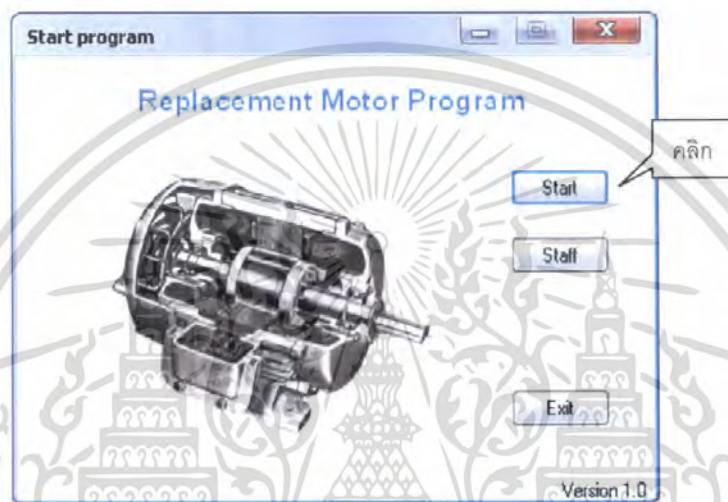 Start program
Replacement Motor Program
คลิก
Start
Staff
Exit
Version 1.0